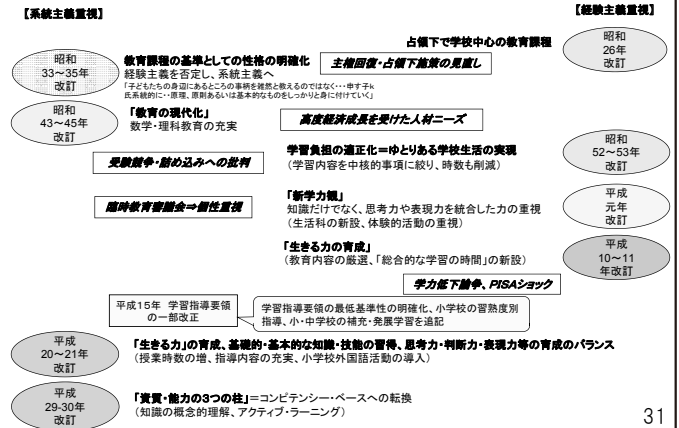 【系統主義重視】
【経験主義重視】
占領下で学校中心の教育課程
昭和
26年
改訂
昭和
33~35年
改訂
教育課程の基準としての性格の明確化
経験主義を否定し、系統主義へ
「子どもたちの身辺にあるところの事柄を雑然と教えるのではなく・・申す子k
氏系統的に・・原理、原則あるいは基本的なものをしっかりと身に付けていく」
主権回復・占領下施策の見直し
昭和
43~45年
改訂
「教育の現代化」
数学・理科教育の充実
高度経済成長を受けた人材ニーズ
受験競争・詰め込みへの批判
学習負担の適正化=ゆとりある学校生活の実現
(学習内容を中核的事項に絞り、時数も削減)
昭和
52~53年
改訂
臨時教育審議会⇒個性重視
「新学力観」
知識だけでなく、思考力や表現力を統合した力の重視
(生活科の新設、体験的活動の重視)
平成
元年
改訂
「生きる力の育成」
(教育内容の厳選、「総合的な学習の時間」の新設)
平成
10~11
年改訂
学力低下論争、PISAショック
平成15年 学習指導要領
の一部改正
学習指導要領の最低基準性の明確化、小学校の習熟度別
指導、小・中学校の補充・発展学習を追記
平成
20~21年
改訂
「生きる力」の育成、基礎的・基本的な知識・技能の習得、思考力・判断力・表現力等の育成のバランス
(授業時数の増、指導内容の充実、小学校外国語活動の導入)
平成
29-30年
改訂
「資質・能力の3つの柱」=コンピテンシー・ベースへの転換
(知識の概念的理解、アクティブ・ラーニング)
31